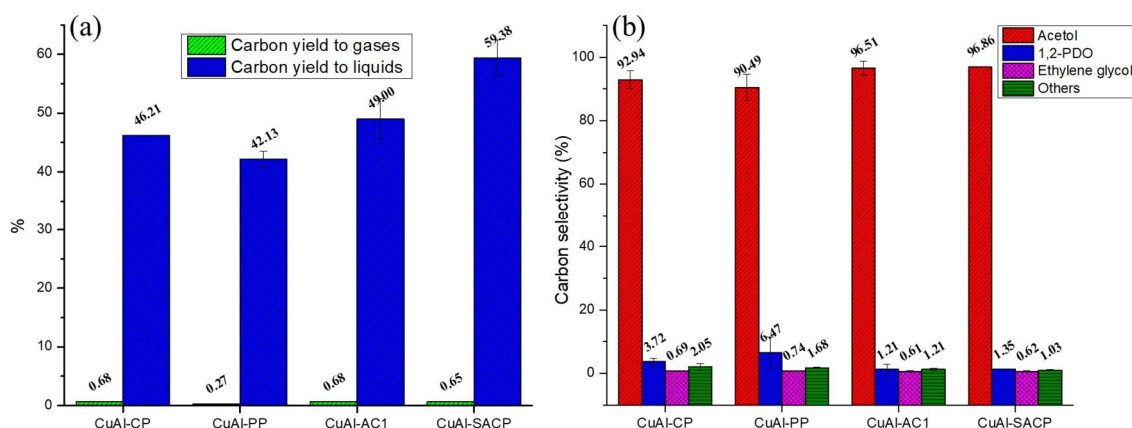 (a)
Carbon yield to gases
Carbon yield to liquids
%
60
50
40
30
20
10
0
0.68
46.21
0.27
42.13
0.68
49.00
0.65
59.38
CuAl-CP
CuAl-PP
CuAl-AC1
CuAl-SACP
(b)
Acetol
1,2-PDO
Ethylene glycol
Others
Carbon selectivity (%)
100
80
60
40
20
0
92.94
3.72
0.69
2.05
90.49
6.47
0.74
1.68
96.51
1.21
0.61
1.21
96.86
1.35
0.62
1.03
CuAl-CP
CuAl-PP
CuAl-AC1
CuAl-SACP